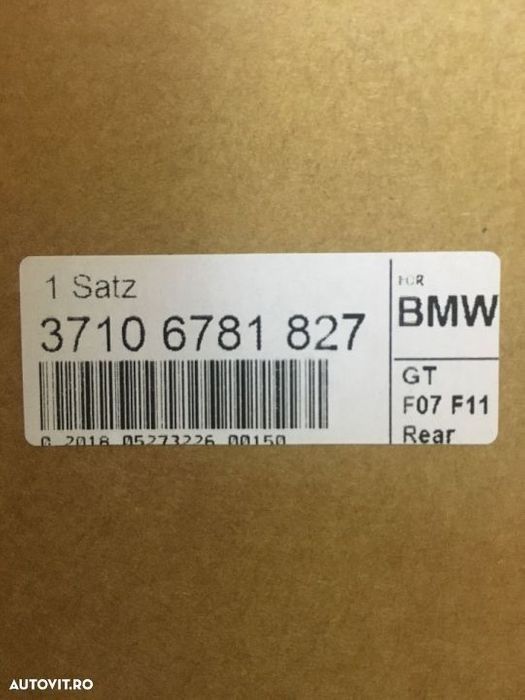 1 Satz
3710 6781 827
C 2018 05273226 00150
FOR
BMW
GT
F07 F11
Rear
AUTOVIT.RO